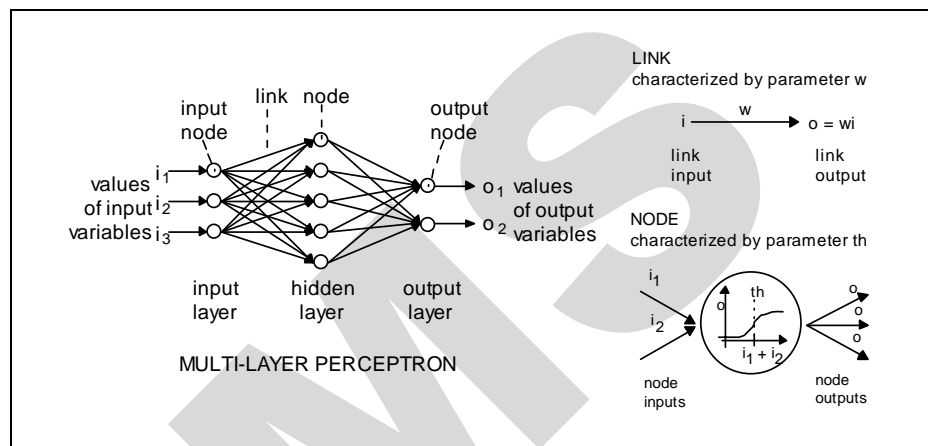 link
node
input
node
output
node
values
of input
variables
i1
i2
i3
o1
o2
values
of output
variables
input
layer
hidden
layer
output
layer
MULTI-LAYER PERCEPTRON
LINK
characterized by parameter w
i
w
o = wi
link
input
link
output
NODE
characterized by parameter th
i1
i2
o
th
i1 + i2
o
o
o
node
inputs
node
outputs
MS